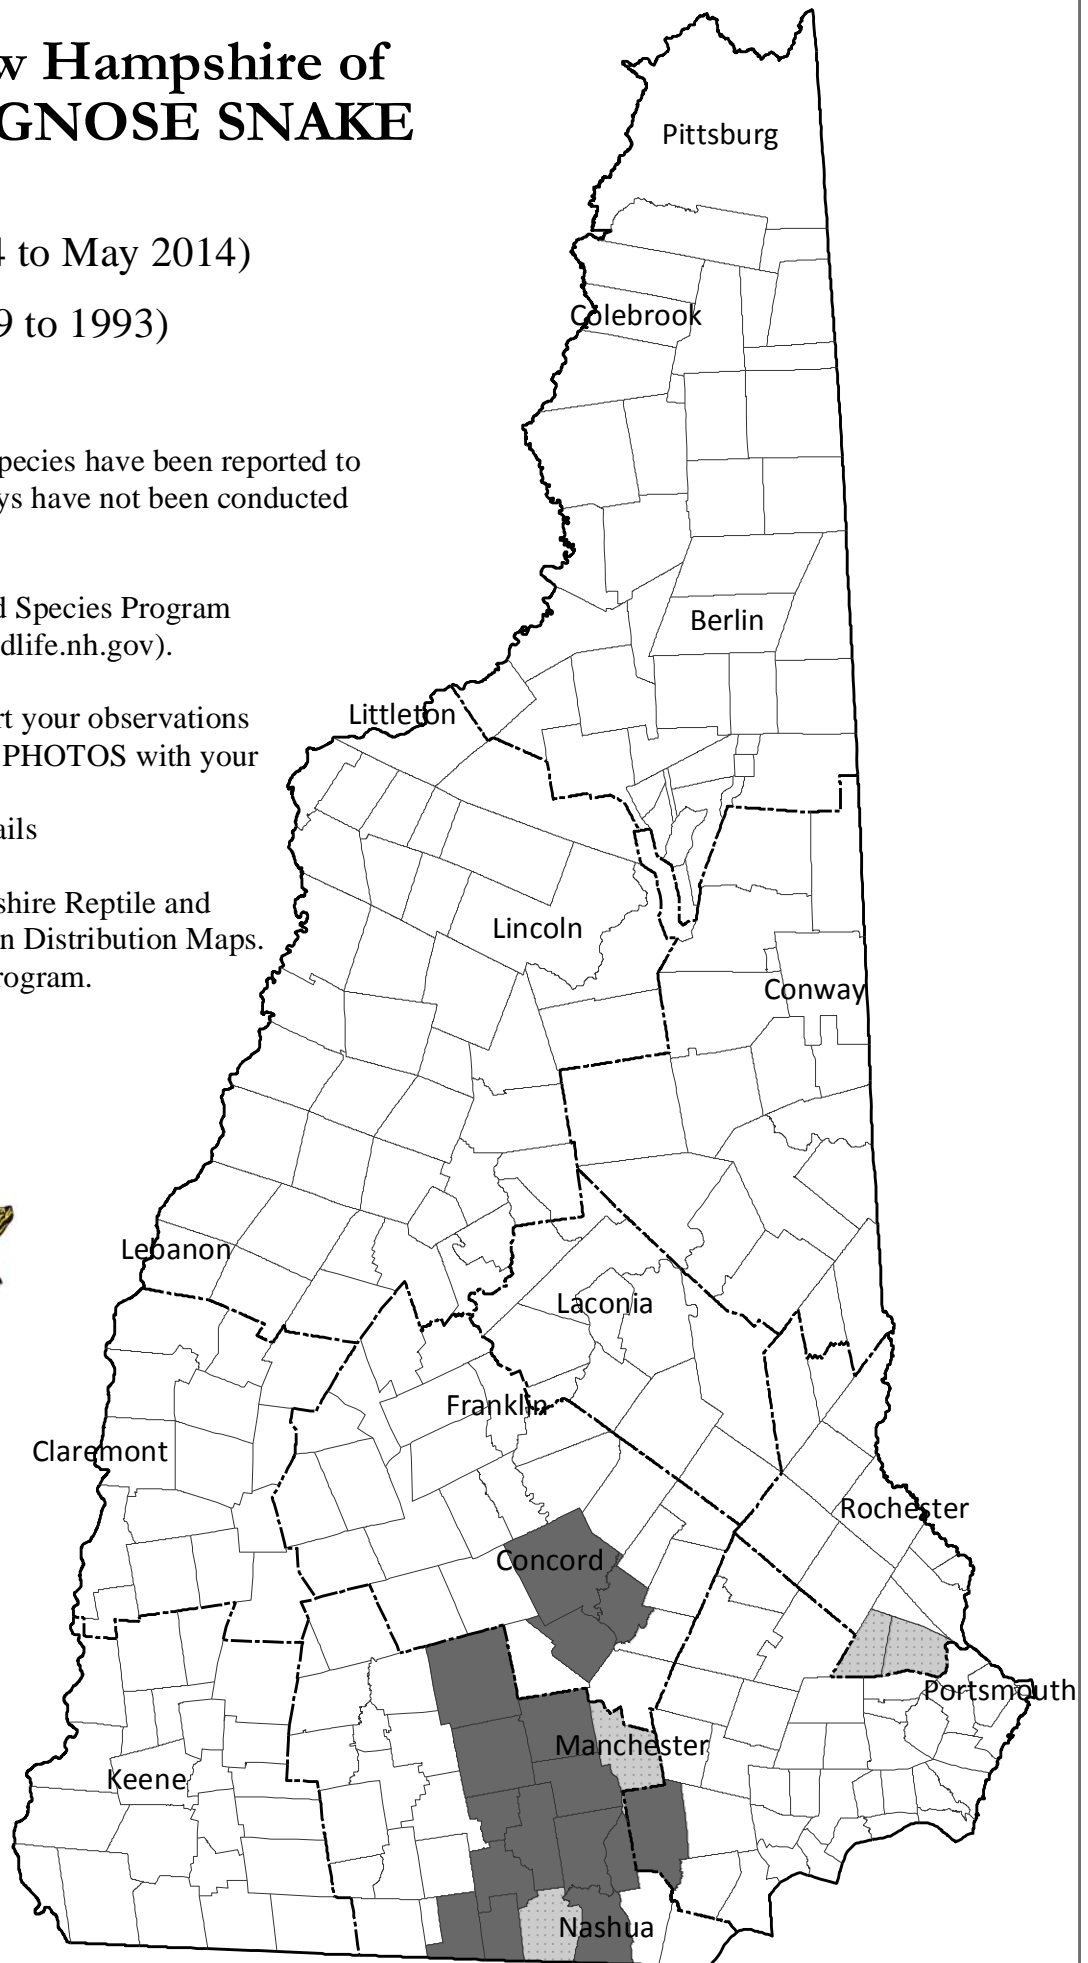 w Hampshire of
GNOSE SNAKE
4 to May 2014)
9 to 1993)
pecies have been reported to
ys have not been conducted
d Species Program
dlife.nh.gov).
rt your observations
PHOTOS with your
ails
shire Reptile and
n Distribution Maps.
rogram.
Pittsburg
Colebrook
Berlin
Littleton
Lincoln
Conway
Lebanon
Laconia
Franklin
Claremont
Rochester
Concord
Portsmouth
Manchester
Keene
Nashua